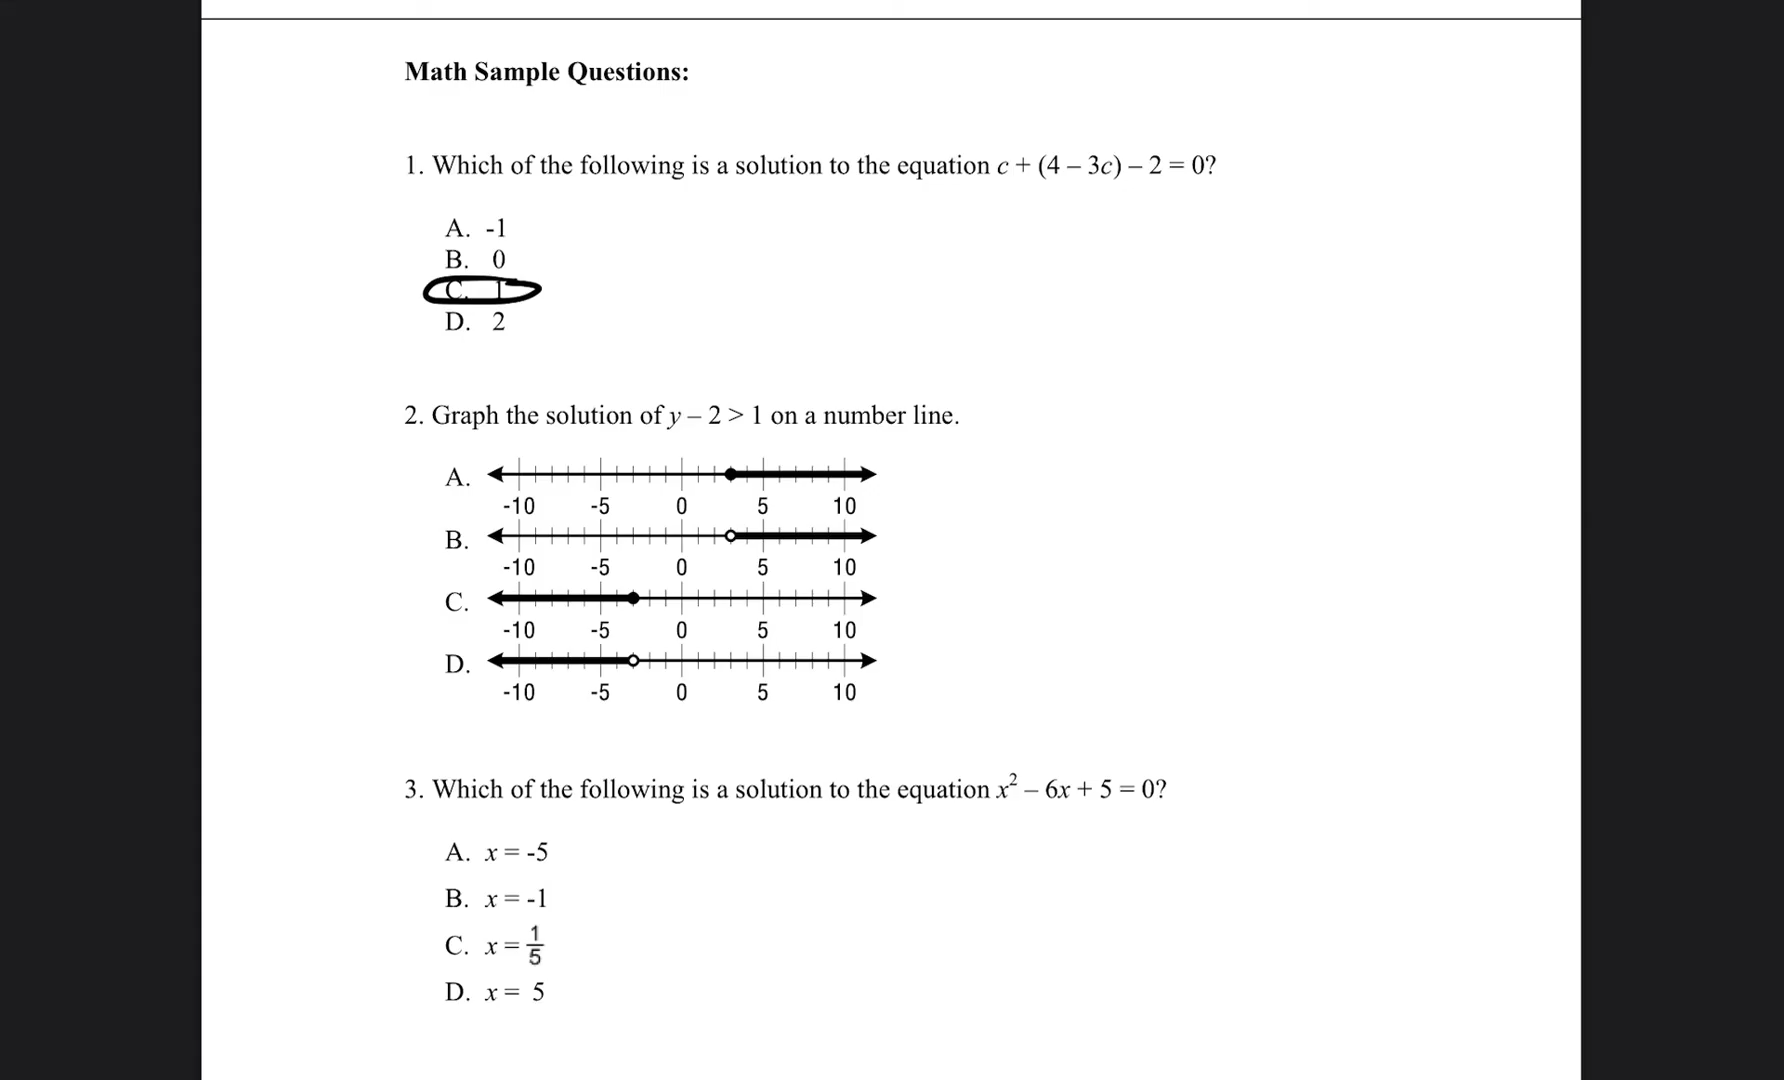 Math Sample Questions:
1. Which of the following is a solution to the equation c + (4 – 3c) – 2 = 0?
A. -1
B. 0
C. 1
D. 2
2. Graph the solution of y – 2 > 1 on a number line.
A.
-10 -5 0 5 10
B.
-10 -5 0 5 10
C.
-10 -5 0 5 10
D.
-10 -5 0 5 10
3. Which of the following is a solution to the equation x² – 6x + 5 = 0?
A. x = -5
B. x = -1
C. x = 1/5
D. x = 5